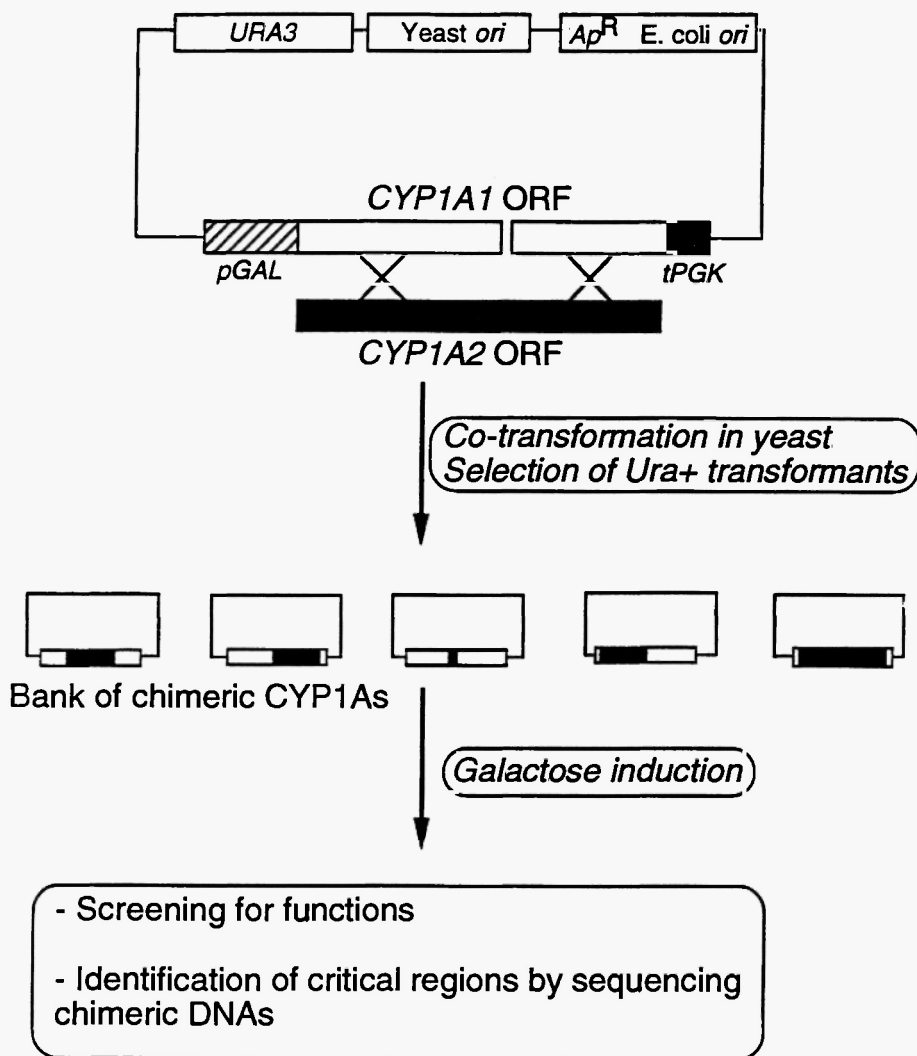 URA3 Yeast ori ApR E. coli ori
CYP1A1 ORF
pGAL tPGK
CYP1A2 ORF
Co-transformation in yeast
Selection of Ura+ transformants
Bank of chimeric CYP1As
Galactose induction
- Screening for functions
- Identification of critical regions by sequencing
chimeric DNAs